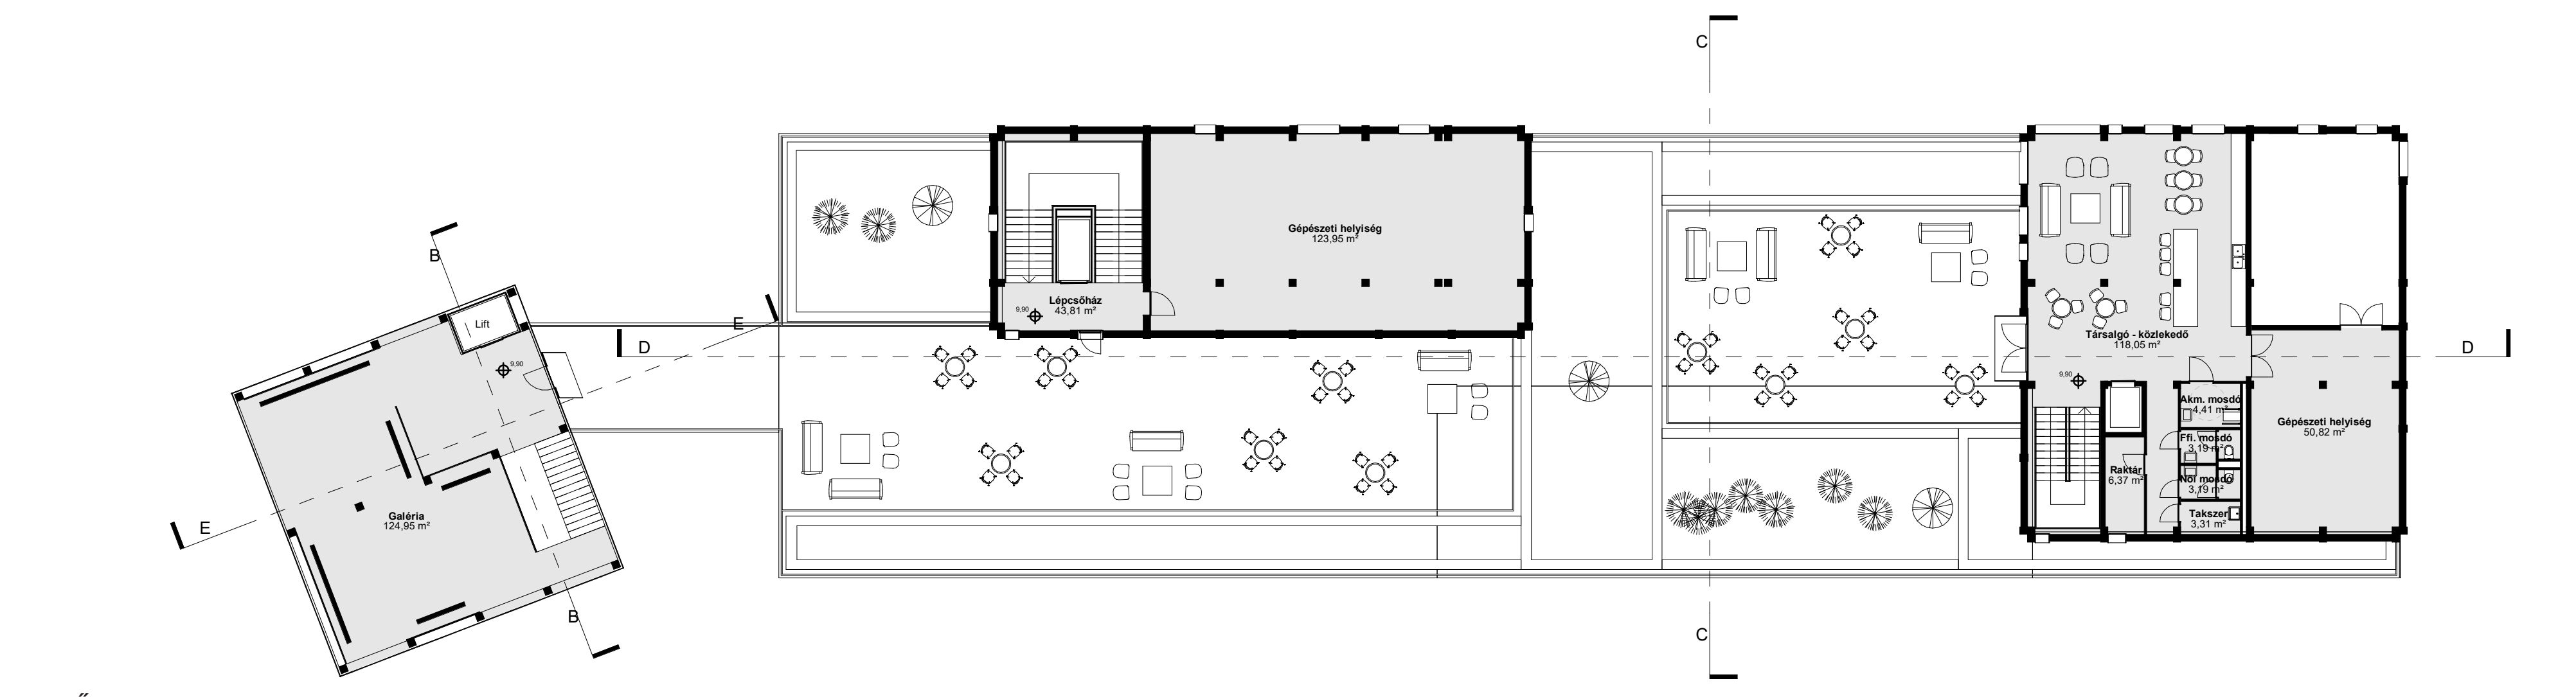 C
B
E
D
Lift
9,90
Galéria
124,95 m²
E
B
Lépcsőház
43,81 m²
9,90
Gépészeti helyiség
123,95 m²
C
Társalgó - közlekedő
118,05 m²
9,90
D
Akm. mosdó
4,41 m²
Ffi. mosdó
3,19 m²
Raktár
6,37 m²
Női mosdó
3,19 m²
Takszer
3,31 m²
Gépészeti helyiség
50,82 m²